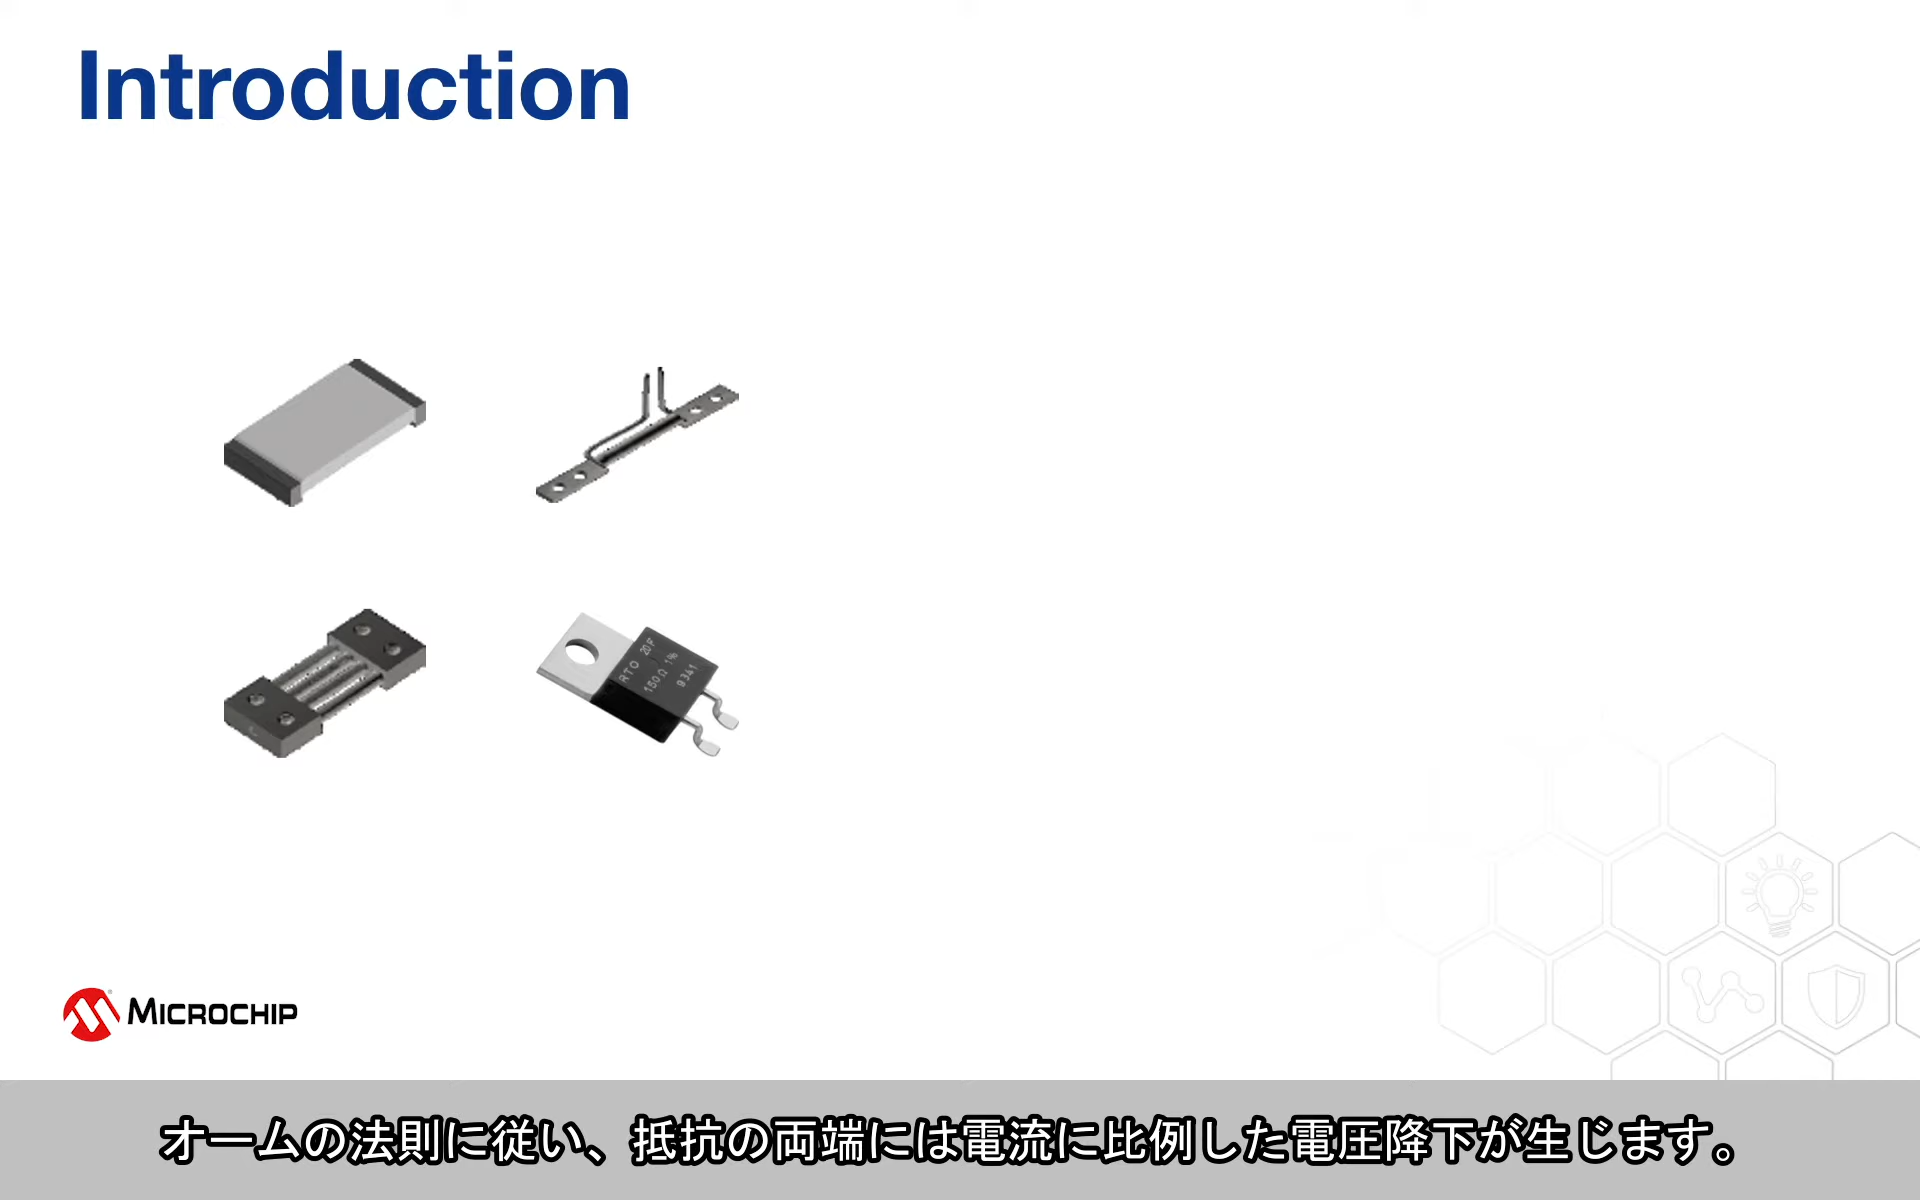 Introduction
RTO 20F
150Ω 1%
9341
MICROCHIP
オームの法則に従い、抵抗の両端には電流に比例した電圧降下が生じます。